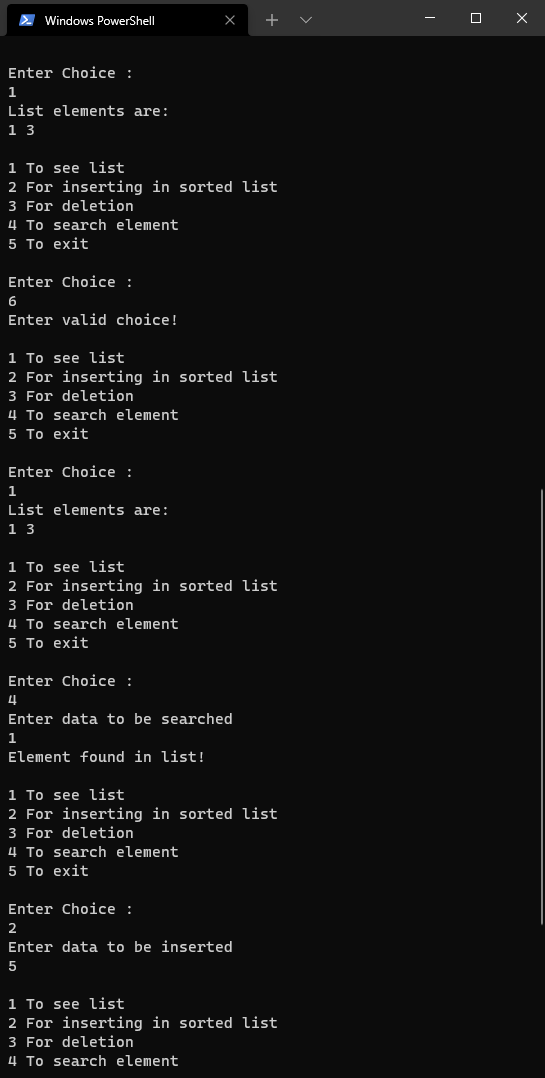 Windows PowerShell
Enter Choice :
1
List elements are:
1 3
1 To see list
2 For inserting in sorted list
3 For deletion
4 To search element
5 To exit
Enter Choice :
6
Enter valid choice!
1 To see list
2 For inserting in sorted list
3 For deletion
4 To search element
5 To exit
Enter Choice :
1
List elements are:
1 3
1 To see list
2 For inserting in sorted list
3 For deletion
4 To search element
5 To exit
Enter Choice :
4
Enter data to be searched
1
Element found in list!
1 To see list
2 For inserting in sorted list
3 For deletion
4 To search element
5 To exit
Enter Choice :
2
Enter data to be inserted
5
1 To see list
2 For inserting in sorted list
3 For deletion
4 To search element